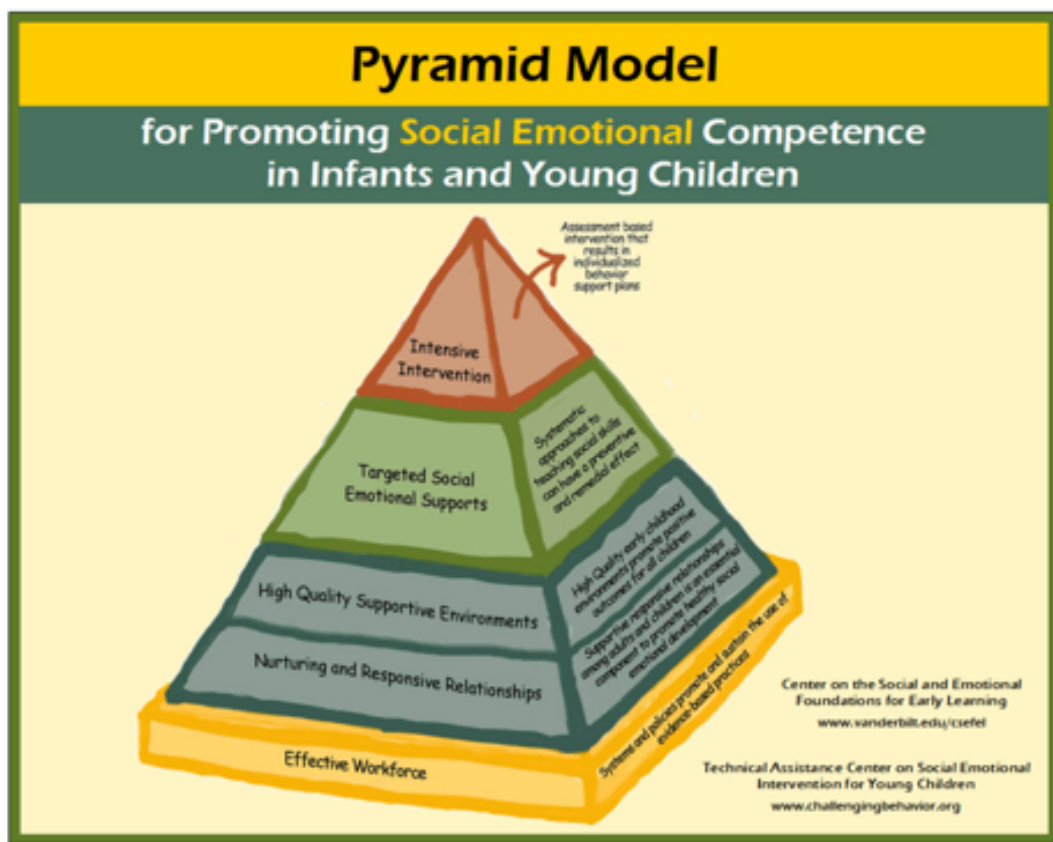 Pyramid Model
for Promoting Social Emotional Competence
in Infants and Young Children
Assessment based
intervention that
results in
individualized
behavior
support plans
Intensive
Intervention
Systematic
approaches to
teaching social skills
can have a preventive
and remedial effect
Targeted Social
Emotional Supports
High Quality early childhood
environments promote positive
outcomes for all children
High Quality Supportive Environments
Supportive responsive relationships
among adults and children is an essential
component to promote healthy social
emotional development
Nurturing and Responsive Relationships
Systems and policies promote and sustain the use of
evidence-based practices
Effective Workforce
Center on the Social and Emotional
Foundations for Early Learning
www.vanderbilt.edu/csefel
Technical Assistance Center on Social Emotional
Intervention for Young Children
www.challengingbehavior.org